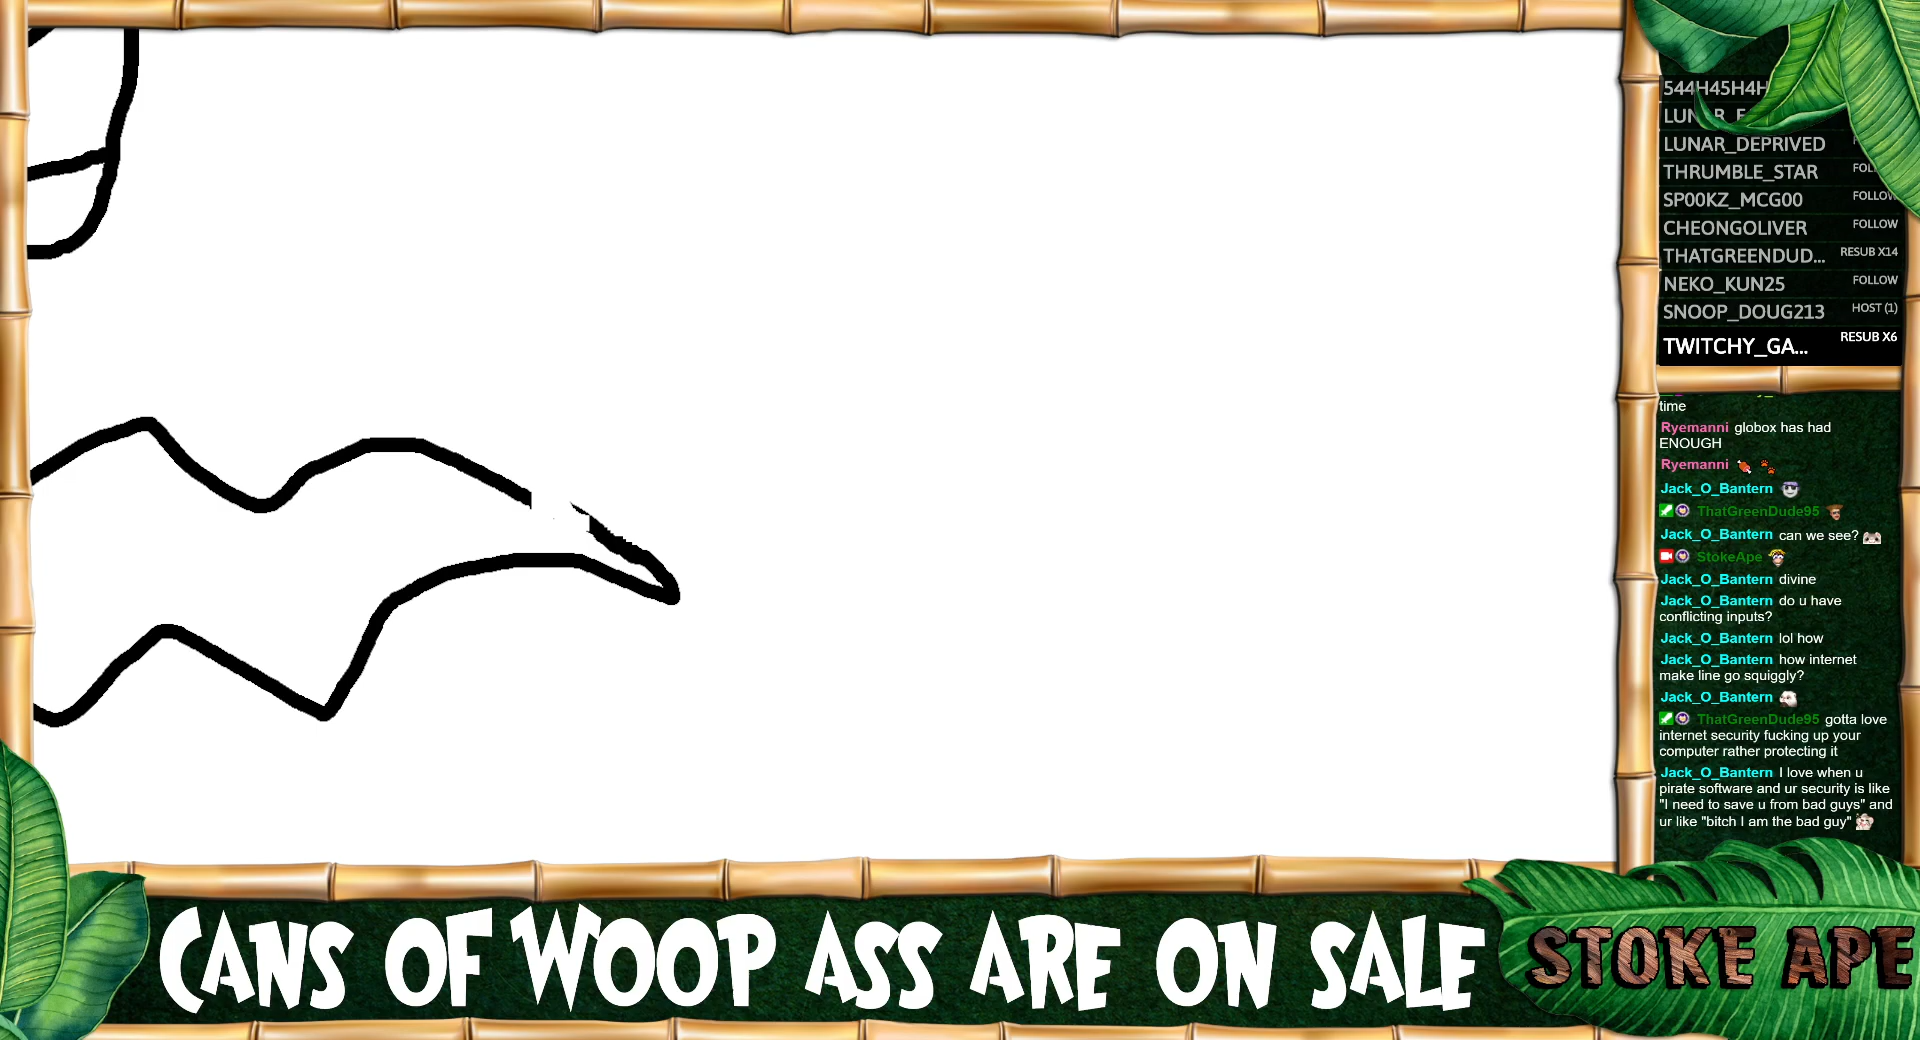 544H45H4H
LUNAR_DEPRIVED
THRUMBLE_STAR
SP00KZ_MCG00 FOLLOW
CHEONGOLIVER FOLLOW
THATGREENDUD... RESUB X14
NEKO_KUN25 FOLLOW
SNOOP_DOUG213 HOST (1)
TWITCHY_GA... RESUB X6
time
Ryemanni globox has had
ENOUGH
Ryemanni
Jack_O_Bantern
ThatGreenDude95
Jack_O_Bantern can we see?
StokeApe
Jack_O_Bantern divine
Jack_O_Bantern do u have
conflicting inputs?
Jack_O_Bantern lol how
Jack_O_Bantern how internet
make line go squiggly?
Jack_O_Bantern
ThatGreenDude95 gotta love
internet security fucking up your
computer rather protecting it
Jack_O_Bantern I love when u
pirate software and ur security is like
"I need to save u from bad guys" and
ur like "bitch I am the bad guy"
CANS OF WOOP ASS ARE ON SALE
STOKE APE